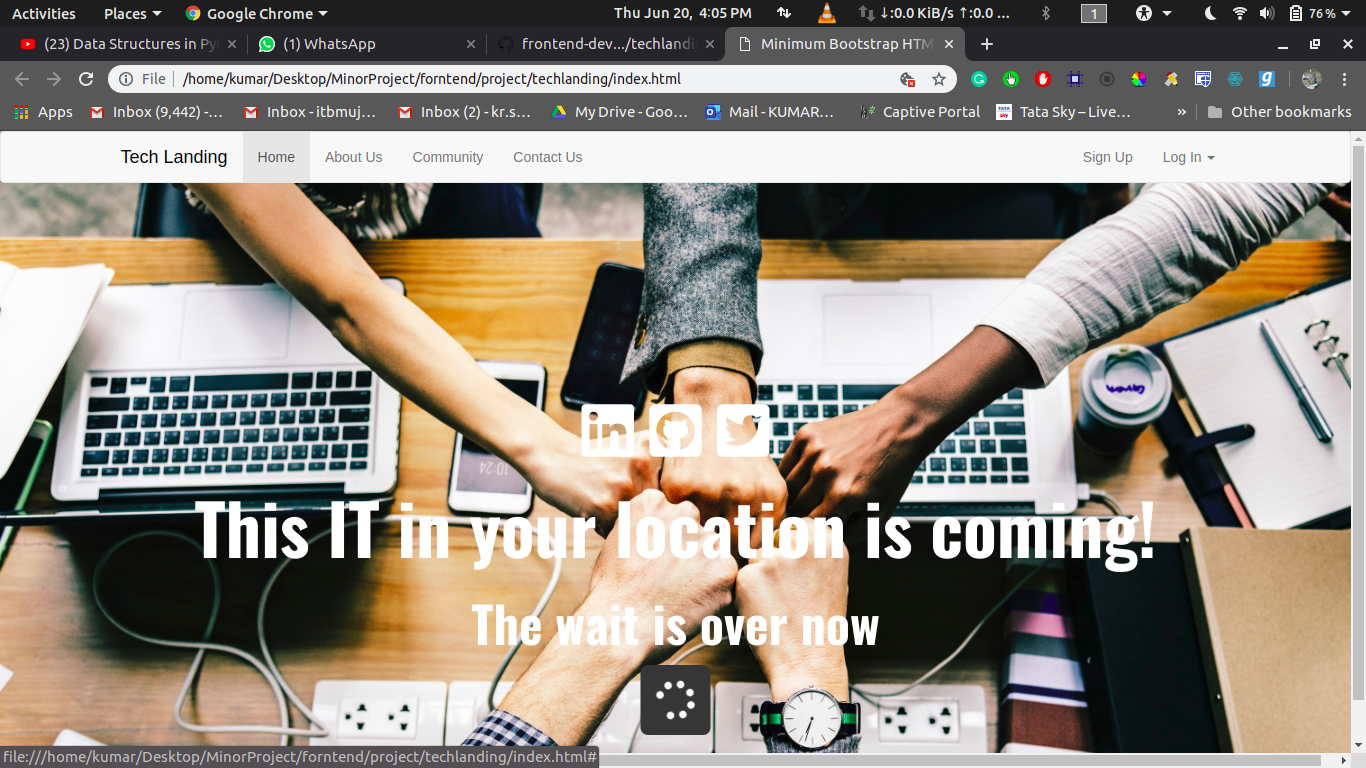 Activities Places Google Chrome Thu Jun 20, 4:05 PM ↓:0.0 KiB/s ↑:0.0 ... 1 76 %
(23) Data Structures in Py (1) WhatsApp frontend-dev.../techlandi Minimum Bootstrap HTM
File /home/kumar/Desktop/MinorProject/forntend/project/techlanding/index.html
Apps Inbox (9,442) -... Inbox - itbmuj... Inbox (2) - kr.s... My Drive - Goo... Mail - KUMAR... Captive Portal TATA sky Tata Sky – Live... » Other bookmarks
Tech Landing Home About Us Community Contact Us Sign Up Log In
in
10:24
This IT in your location is coming!
The wait is over now
file:///home/kumar/Desktop/MinorProject/forntend/project/techlanding/index.html#